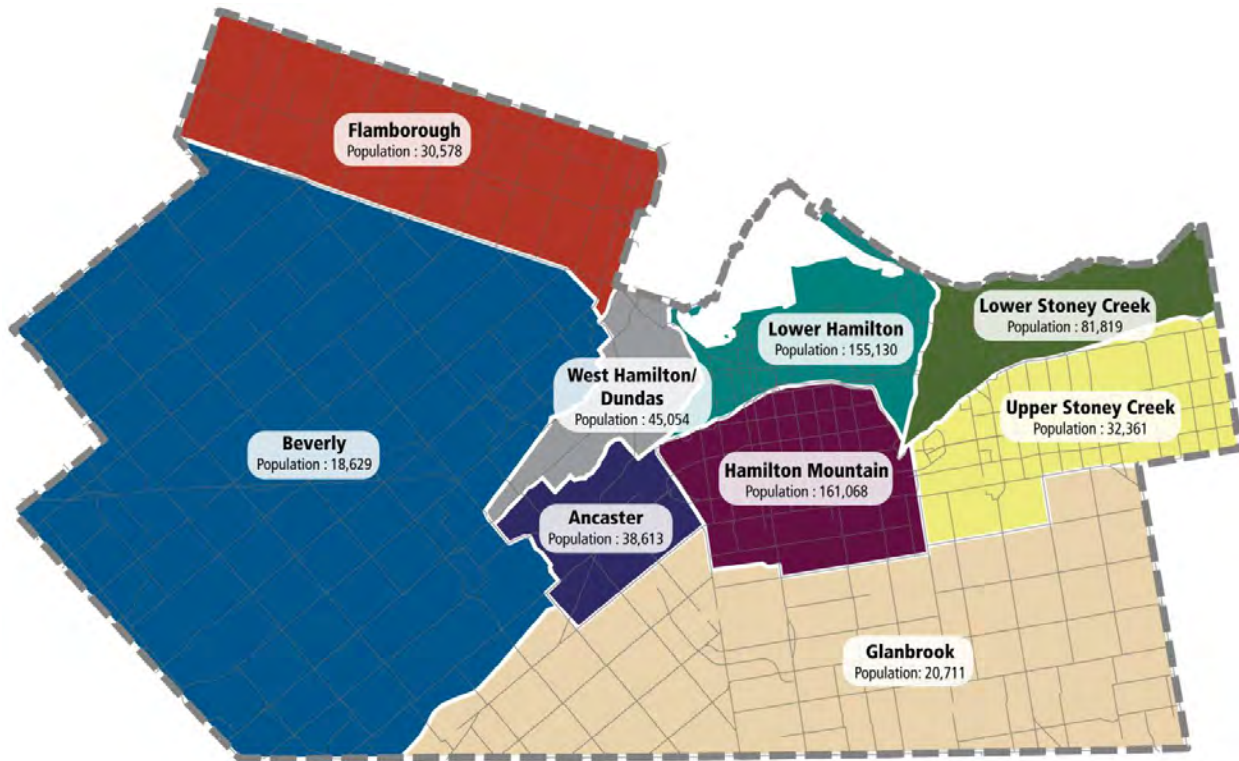 Flamborough
Population : 30,578
Lower Stoney Creek
Population : 81,819
Lower Hamilton
Population : 155,130
West Hamilton/
Dundas
Population : 45,054
Upper Stoney Creek
Population : 32,361
Beverly
Population : 18,629
Hamilton Mountain
Population : 161,068
Ancaster
Population : 38,613
Glanbrook
Population: 20,711